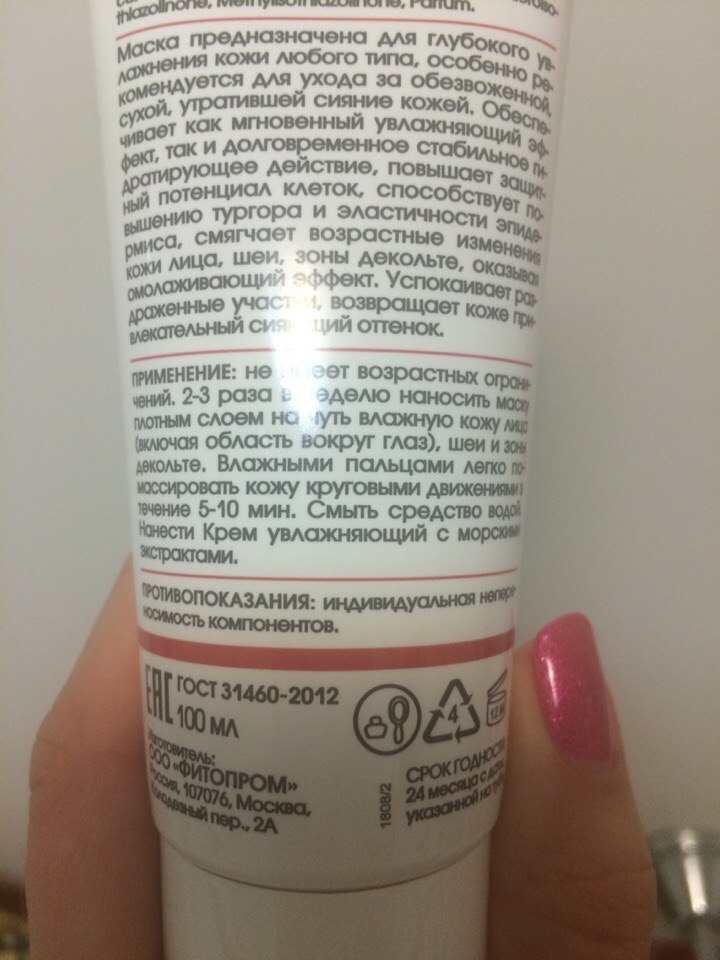 thiazolinone, Methylisothiazolinone, Parfum.
Маска предназначена для глубокого ув-
лажнения кожи любого типа, особенно ре-
комендуется для ухода за обезвоженной,
сухой, утратившей сияние кожей. Обеспе-
чивает как мгновенный увлажняющий эф-
фект, так и долговременное стабильное ги-
дратирующее действие, повышает защит-
ный потенциал клеток, способствует по-
вышению тургора и эластичности эпиде-
рмиса, смягчает возрастные изменения
кожи лица, шеи, зоны декольте, оказывая
омолаживающий эффект. Успокаивает раз-
драженные участки, возвращает коже при-
влекательный сияющий оттенок.
ПРИМЕНЕНИЕ: не имеет возрастных ограни-
чений. 2-3 раза в неделю наносить маску
плотным слоем на чуть влажную кожу лица
(включая область вокруг глаз), шеи и зоны
декольте. Влажными пальцами легко по-
массировать кожу круговыми движениями в
течение 5-10 мин. Смыть средство водой.
Нанести Крем увлажняющий с морскими
экстрактами.
ПРОТИВОПОКАЗАНИЯ: индивидуальная непере-
носимость компонентов.
EAC ГОСТ 31460-2012
100 МЛ
4
12 M
Изготовитель:
ООО «ФИТОПРОМ»
Россия, 107076, Москва,
Колодезный пер., 2А
1808/2
СРОК ГОДНОСТИ
24 месяца с даты,
указанной на